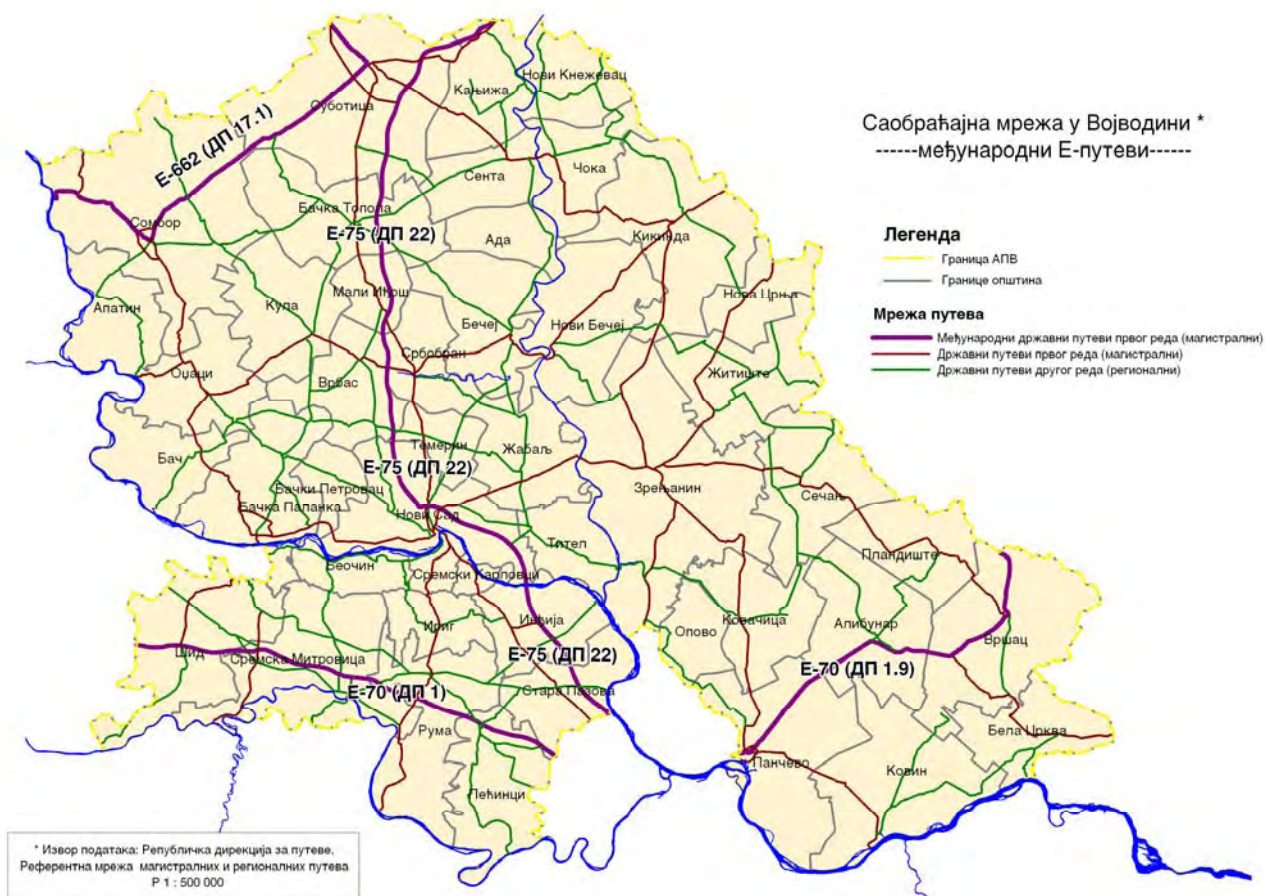 Саобраћајна мрежа у Војводини *
------међународни Е-путеви------
Легенда
Граница АПВ
Границе општина
Мрежа путева
Међународни државни путеви првог реда (магистрални)
Државни путеви првог реда (магистрални)
Државни путеви другог реда (регионални)
Нови Кнежевац
Кањижа
Суботица
Е-662 (ДП 17.1)
Чока
Сента
Бачка Топола
Сомбор
Е-75 (ДП 22)
Ада
Кикинда
Мали Иђош
Нова Црња
Апатин
Кула
Бечеј
Нови Бечеј
Србобран
Оџаци
Врбас
Житиште
Темерин
Жабаљ
Бач
Е-75 (ДП 22)
Бачки Петровац
Зрењанин
Сечањ
Бачка Паланка
Нови Сад
Тител
Пландиште
Беочин
Сремски Карловци
Ириг
Инђија
Опово
Ковачица
Алибунар
Вршац
Шид
Сремска Митровица
Е-75 (ДП 22)
Е-70 (ДП 1.9)
Е-70 (ДП 1)
Стара Пазова
Рума
Бела Црква
Панчево
Ковин
Пећинци
* Извор података: Републичка дирекција за путеве,
Референтна мрежа магистралних и регионалних путева
Р 1 : 500 000